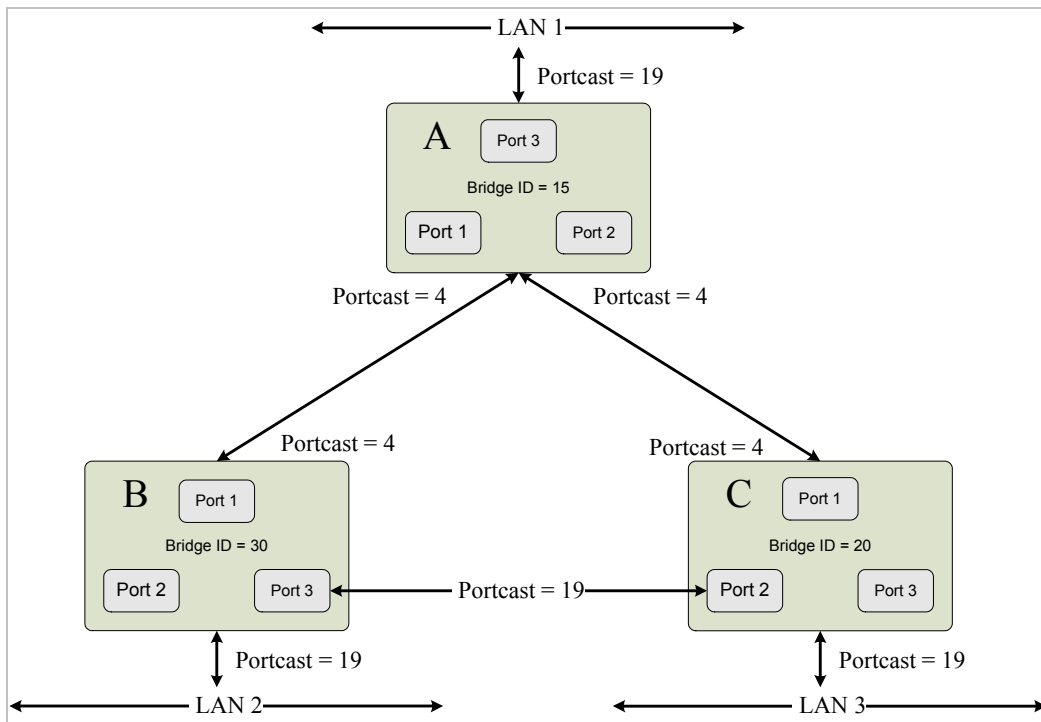 LAN 1
Portcast = 19
A
Port 3
Bridge ID = 15
Port 1
Port 2
Portcast = 4
Portcast = 4
Portcast = 4
Portcast = 4
B
Port 1
Bridge ID = 30
Port 2
Port 3
Portcast = 19
C
Port 1
Bridge ID = 20
Port 2
Port 3
Portcast = 19
Portcast = 19
LAN 2
LAN 3